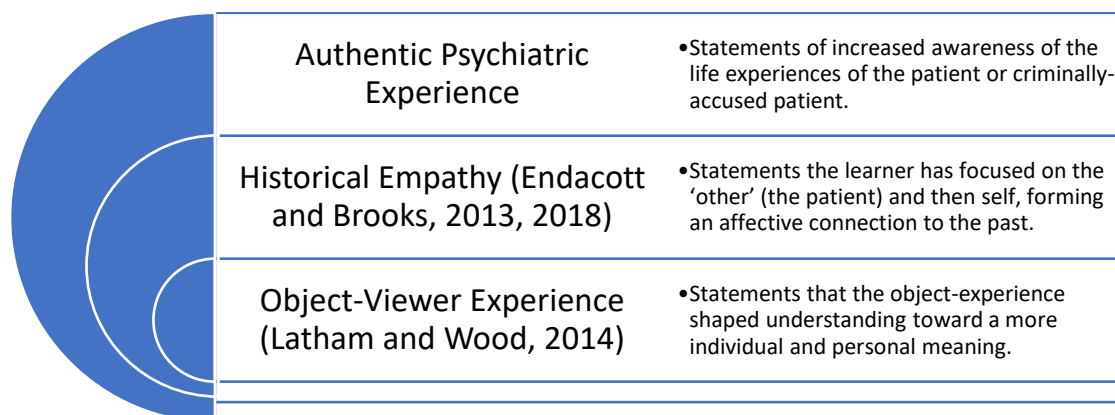 Authentic Psychiatric
Experience
•Statements of increased awareness of the
life experiences of the patient or criminally-
accused patient.
Historical Empathy (Endacott
and Brooks, 2013, 2018)
•Statements the learner has focused on the
‘other’ (the patient) and then self, forming
an affective connection to the past.
Object-Viewer Experience
(Latham and Wood, 2014)
•Statements that the object-experience
shaped understanding toward a more
individual and personal meaning.